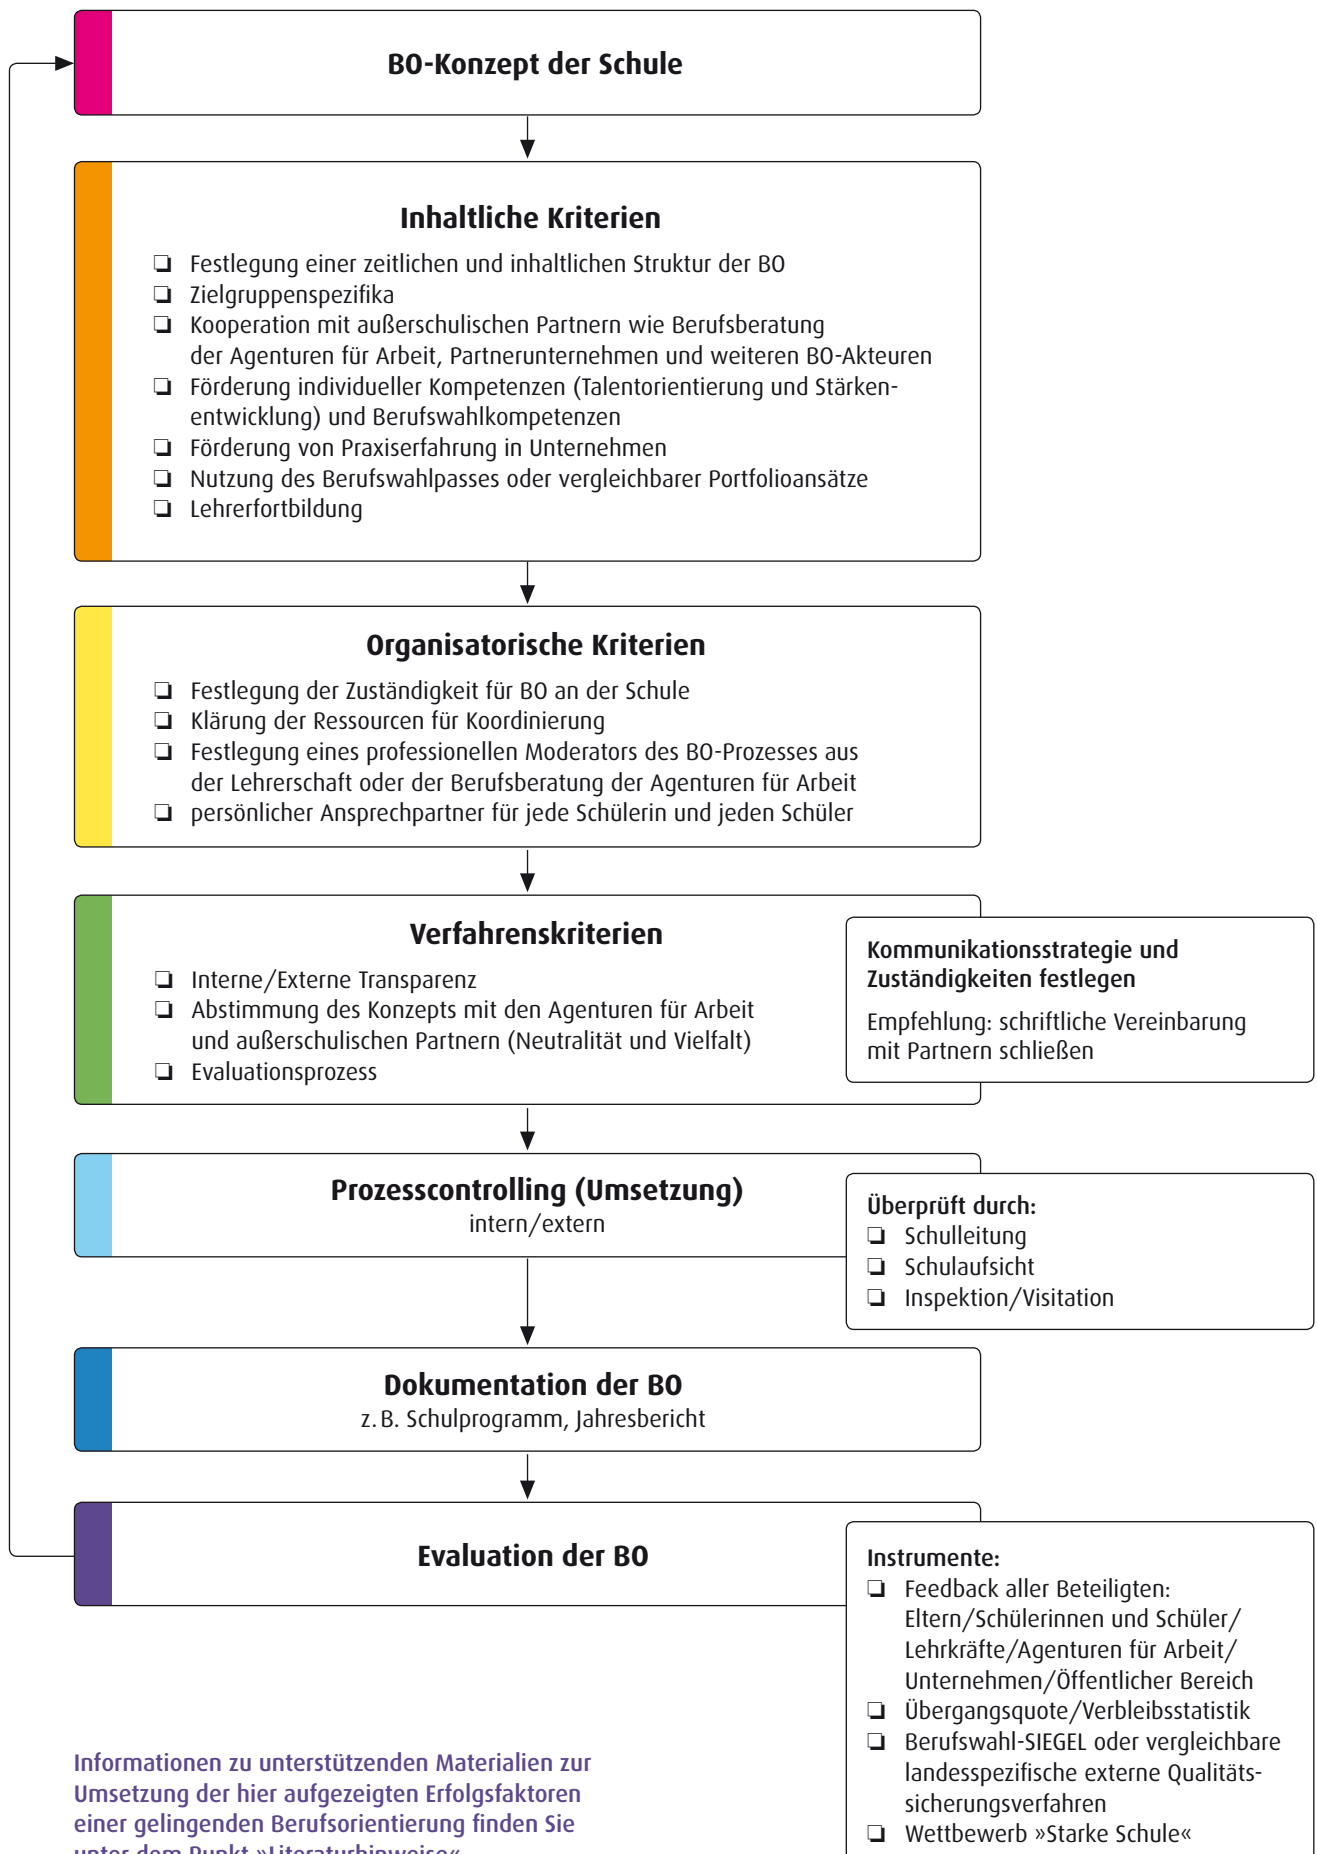 BO-Konzept der Schule
Inhaltliche Kriterien
❏ Festlegung einer zeitlichen und inhaltlichen Struktur der BO
❏ Zielgruppenspezifika
❏ Kooperation mit außerschulischen Partnern wie Berufsberatung
der Agenturen für Arbeit, Partnerunternehmen und weiteren BO-Akteuren
❏ Förderung individueller Kompetenzen (Talentorientierung und Stärken-
entwicklung) und Berufswahlkompetenzen
❏ Förderung von Praxiserfahrung in Unternehmen
❏ Nutzung des Berufswahlpasses oder vergleichbarer Portfolioansätze
❏ Lehrerfortbildung
Organisatorische Kriterien
❏ Festlegung der Zuständigkeit für BO an der Schule
❏ Klärung der Ressourcen für Koordinierung
❏ Festlegung eines professionellen Moderators des BO-Prozesses aus
der Lehrerschaft oder der Berufsberatung der Agenturen für Arbeit
❏ persönlicher Ansprechpartner für jede Schülerin und jeden Schüler
Verfahrenskriterien
❏ Interne/Externe Transparenz
❏ Abstimmung des Konzepts mit den Agenturen für Arbeit
und außerschulischen Partnern (Neutralität und Vielfalt)
❏ Evaluationsprozess
Kommunikationsstrategie und
Zuständigkeiten festlegen
Empfehlung: schriftliche Vereinbarung
mit Partnern schließen
Prozesscontrolling (Umsetzung)
intern/extern
Überprüft durch:
❏ Schulleitung
❏ Schulaufsicht
❏ Inspektion/Visitation
Dokumentation der BO
z. B. Schulprogramm, Jahresbericht
Evaluation der BO
Instrumente:
❏ Feedback aller Beteiligten:
Eltern/Schülerinnen und Schüler/
Lehrkräfte/Agenturen für Arbeit/
Unternehmen/Öffentlicher Bereich
❏ Übergangsquote/Verbleibsstatistik
❏ Berufswahl-SIEGEL oder vergleichbare
landesspezifische externe Qualitäts-
sicherungsverfahren
❏ Wettbewerb »Starke Schule«
Informationen zu unterstützenden Materialien zur
Umsetzung der hier aufgezeigten Erfolgsfaktoren
einer gelingenden Berufsorientierung finden Sie
unter dem Punkt »Literaturhinweise«